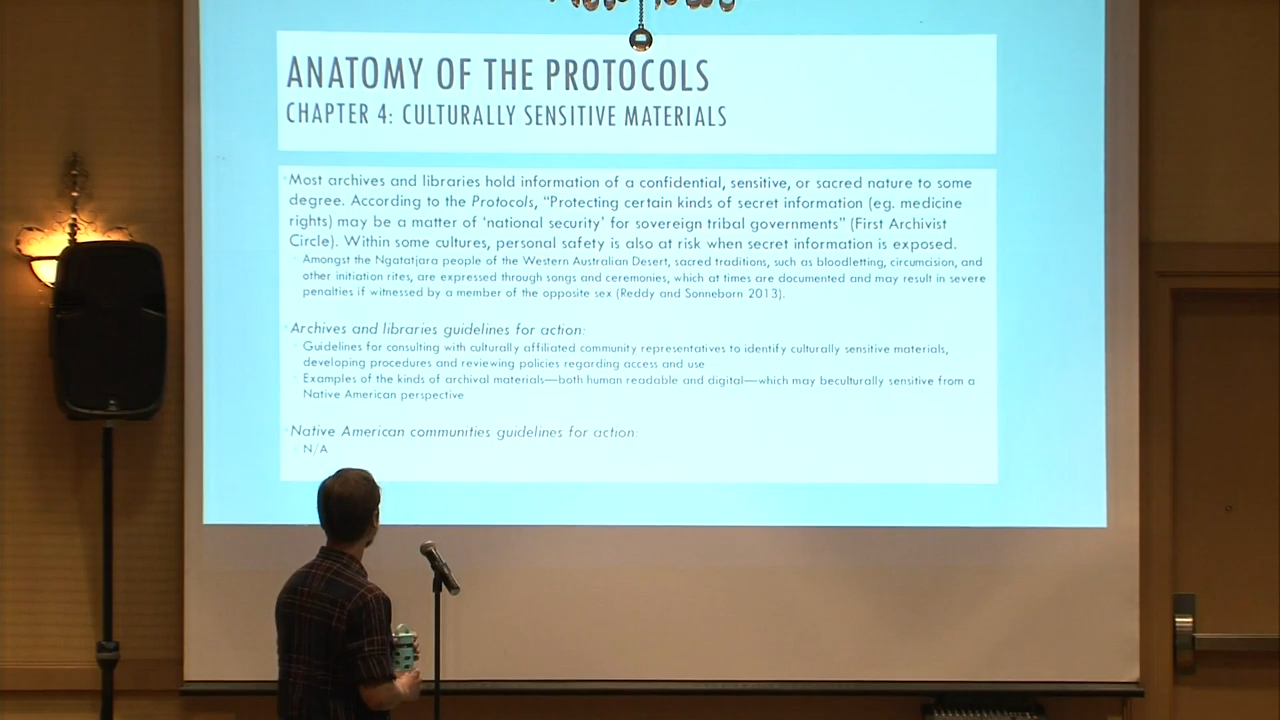 ANATOMY OF THE PROTOCOLS
CHAPTER 4: CULTURALLY SENSITIVE MATERIALS
Most archives and libraries hold information of a confidential, sensitive, or sacred nature to some
degree. According to the Protocols, “Protecting certain kinds of secret information (eg. medicine
rights) may be a matter of ‘national security’ for sovereign tribal governments” (First Archivist
Circle). Within some cultures, personal safety is also at risk when secret information is exposed.
Amongst the Ngatatjara people of the Western Australian Desert, sacred traditions, such as bloodletting, circumcision, and
other initiation rites, are expressed through songs and ceremonies, which at times are documented and may result in severe
penalties if witnessed by a member of the opposite sex (Reddy and Sonneborn 2013).
Archives and libraries guidelines for action:
Guidelines for consulting with culturally affiliated community representatives to identify culturally sensitive materials,
developing procedures and reviewing policies regarding access and use
Examples of the kinds of archival materials—both human readable and digital—which may beculturally sensitive from a
Native American perspective
Native American communities guidelines for action:
N/A